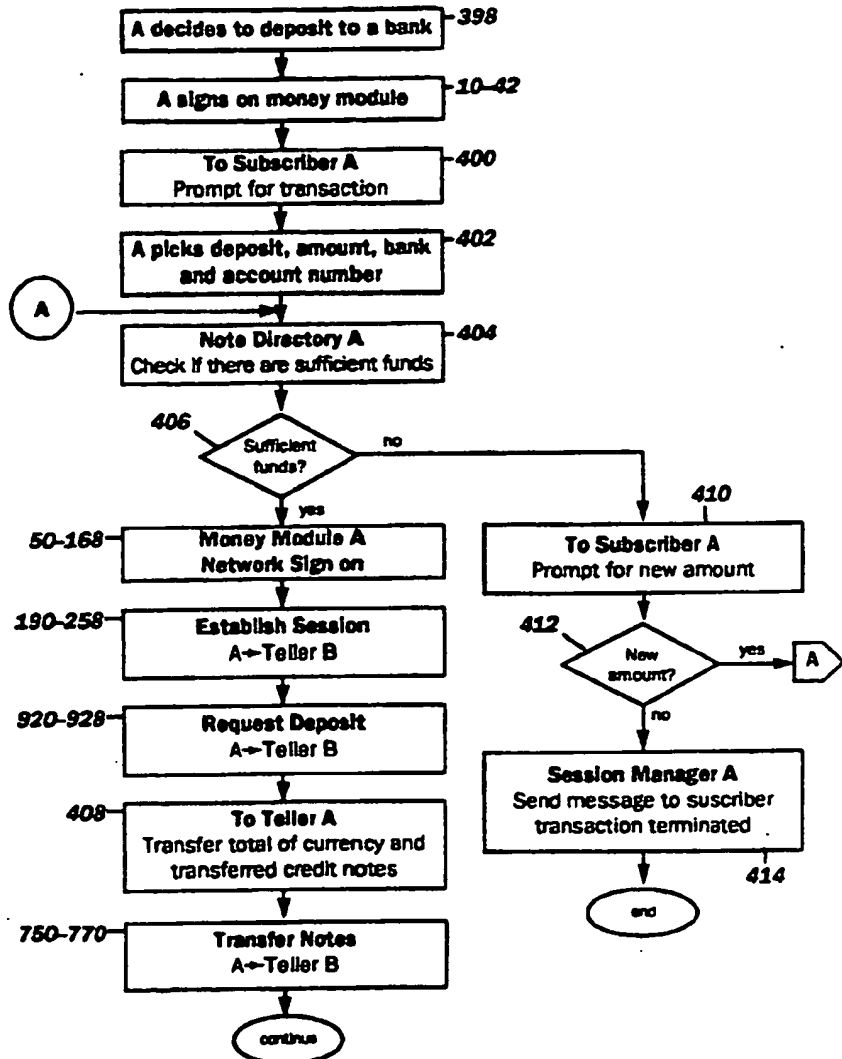 A decides to deposit to a bank
398
A signs on money module
10-42
To Subscriber A
Prompt for transaction
400
A picks deposit, amount, bank
and account number
402
A
Note Directory A
Check if there are sufficient funds
404
406
Sufficient
funds?
no
yes
50-168
Money Module A
Network Sign on
410
To Subscriber A
Prompt for new amount
190-258
Establish Session
A→Teller B
412
New
amount?
yes
A
no
920-928
Request Deposit
A→Teller B
Session Manager A
Send message to suscriber
transaction terminated
414
408
To Teller A
Transfer total of currency and
transferred credit notes
end
750-770
Transfer Notes
A→Teller B
continue